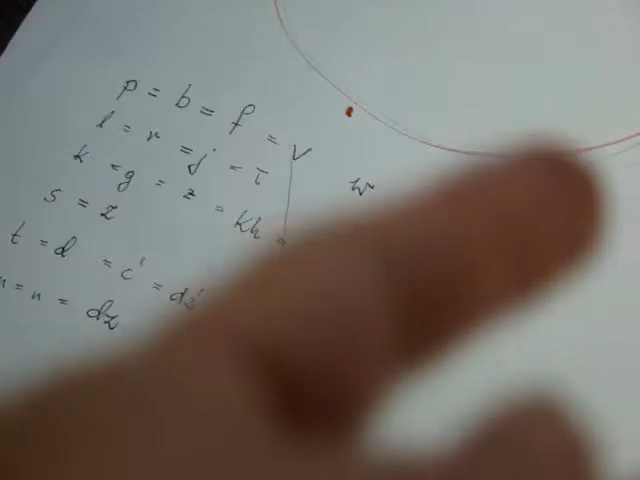 p = b = f = v
l = r = j = i w
k = g = z = kh =
s = z
t = d = c' = dz'
n = n = dz